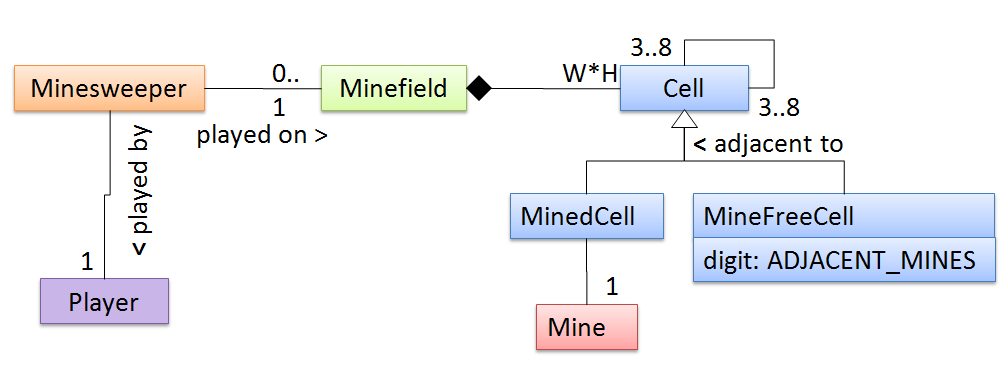 3..8
Minesweeper
0..
1
played on >
Minefield
W*H
Cell
3..8
< adjacent to
< played by
MinedCell
MineFreeCell
digit: ADJACENT_MINES
1
Player
1
Mine